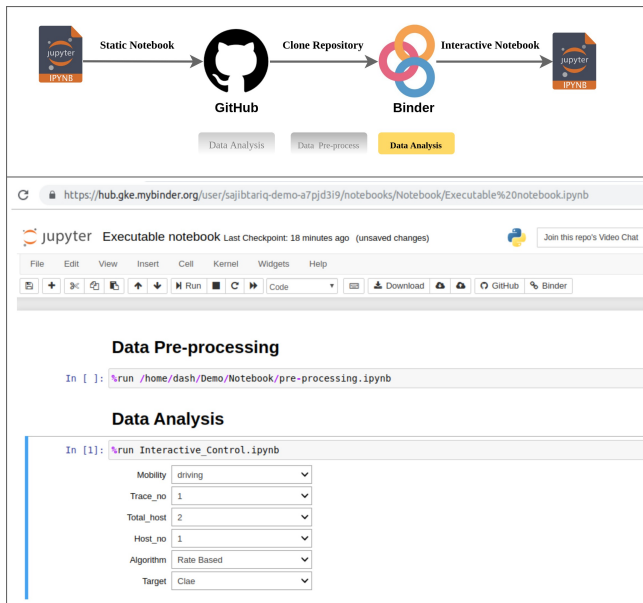 Static Notebook
Clone Repository
Interactive Notebook
jupyter
IPYNB
jupyter
IPYNB
GitHub
Binder
Data Analysis
Data Pre-process
Data Analysis
https://hub.gke.mybinder.org/user/sajibtariq-demo-a7pjd3i9/notebooks/Notebook/Executable%20notebook.ipynb
jupyter Executable notebook Last Checkpoint: 18 minutes ago (unsaved changes)
Join this repo's Video Chat
File Edit View Insert Cell Kernel Widgets Help
Run Code Download GitHub Binder
Data Pre-processing
In [ ]: %run /home/dash/Demo/Notebook/pre-processing.ipynb
Data Analysis
In [1]: %run Interactive_Control.ipynb
Mobility driving
Trace_no 1
Total_host 2
Host_no 1
Algorithm Rate Based
Target Clae